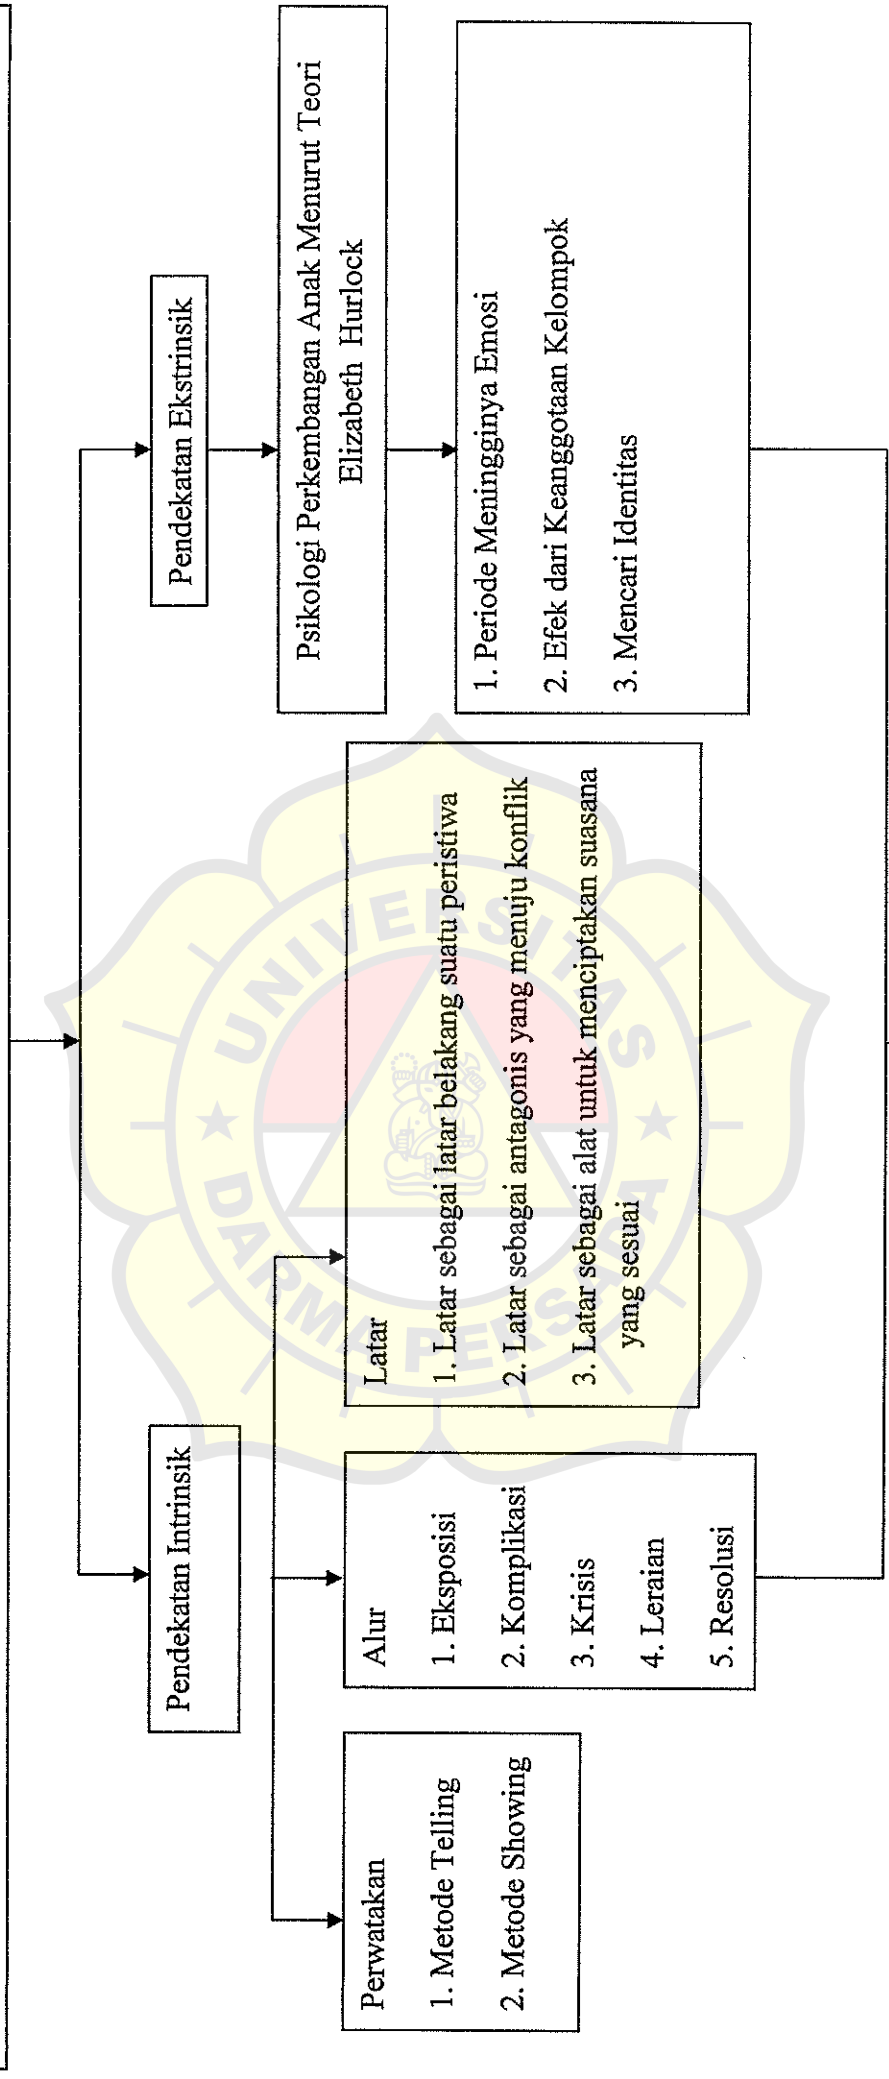 Pendekatan Intrinsik
Pendekatan Ekstrinsik
Perwatakan
1. Metode Telling
2. Metode Showing
Alur
1. Eksposisi
2. Komplikasi
3. Krisis
4. Leraian
5. Resolusi
Latar
1. Latar sebagai latar belakang suatu peristiwa
2. Latar sebagai antagonis yang menuju konflik
3. Latar sebagai alat untuk menciptakan suasana
yang sesuai
Psikologi Perkembangan Anak Menurut Teori
Elizabeth Hurlock
1. Periode Meningginya Emosi
2. Efek dari Keanggotaan Kelompok
3. Mencari Identitas
UNIVERSITAS
DARMA PERSADA